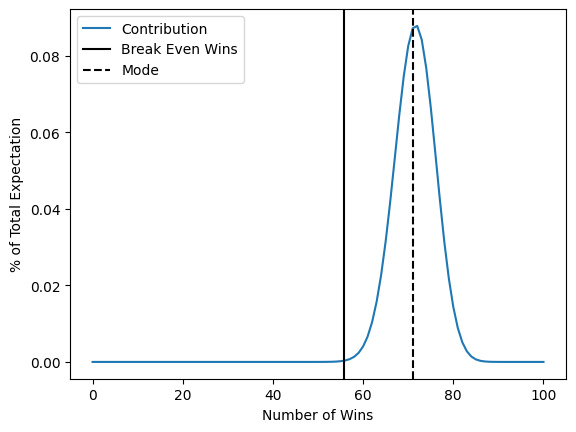 Contribution
Break Even Wins
Mode
% of Total Expectation
0.08
0.06
0.04
0.02
0.00
0 20 40 60 80 100
Number of Wins